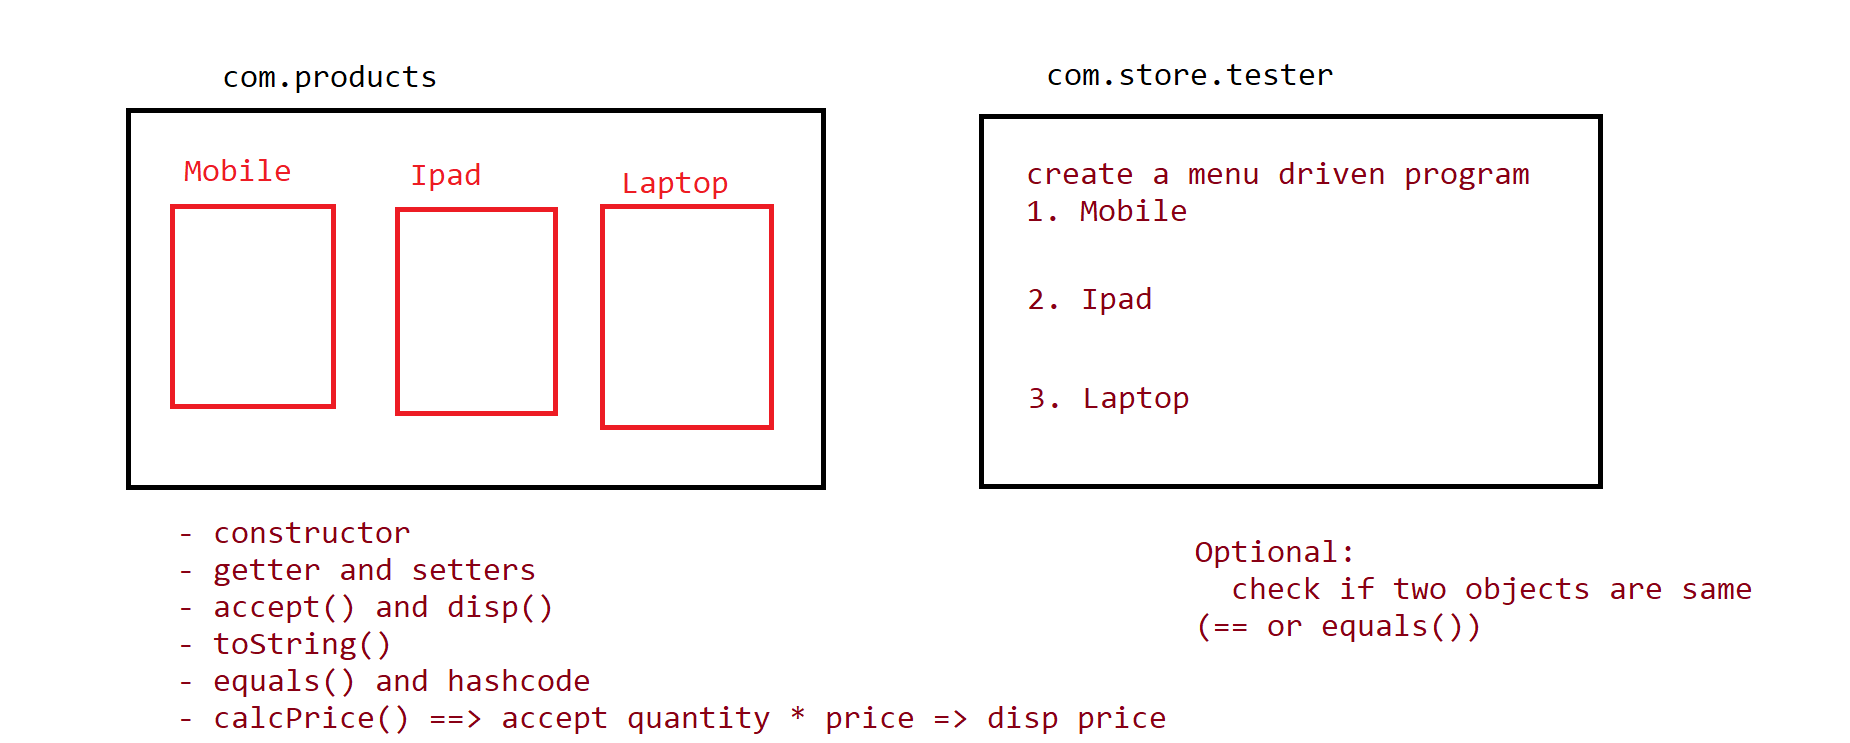 com.products
Mobile
Ipad
Laptop
- constructor
- getter and setters
- accept() and disp()
- toString()
- equals() and hashcode
- calcPrice() ==> accept quantity * price => disp price
com.store.tester
create a menu driven program
1. Mobile
2. Ipad
3. Laptop
Optional:
check if two objects are same
(== or equals())